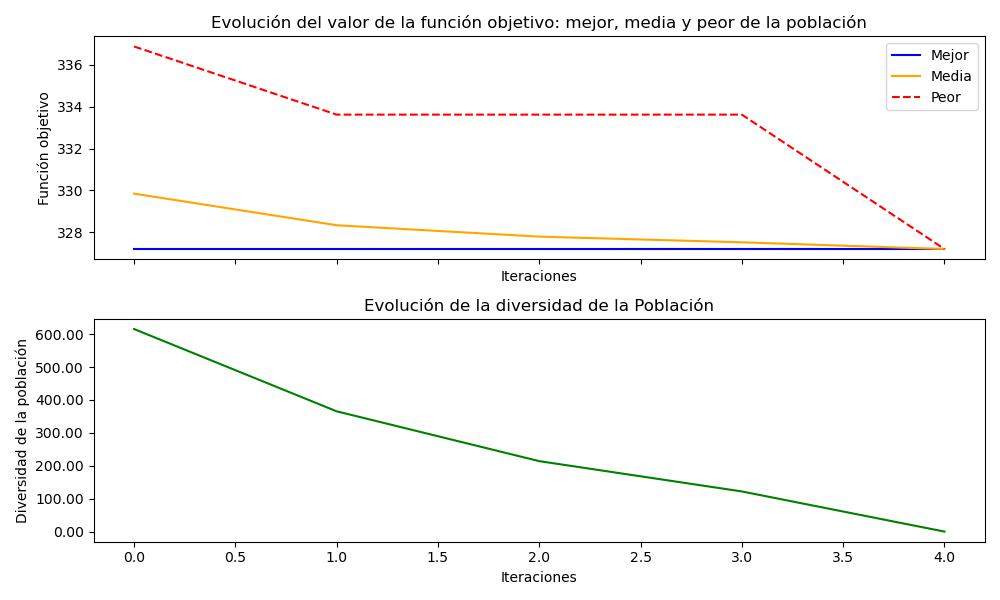 Evolución del valor de la función objetivo: mejor, media y peor de la población
336
334
332
330
328
Función objetivo
Mejor
Media
Peor
Iteraciones
Evolución de la diversidad de la Población
600.00
500.00
400.00
300.00
200.00
100.00
0.00
Diversidad de la población
0.0 0.5 1.0 1.5 2.0 2.5 3.0 3.5 4.0
Iteraciones